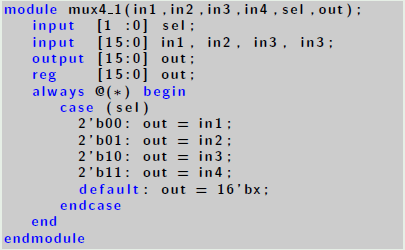 module mux4_1(in1,in2,in3,in4,sel,out);
input [1 :0] sel;
input [15:0] in1, in2, in3, in3;
output [15:0] out;
reg [15:0] out;
always @(*) begin
case (sel)
2'b00: out = in1;
2'b01: out = in2;
2'b10: out = in3;
2'b11: out = in4;
default: out = 16'bx;
endcase
end
endmodule